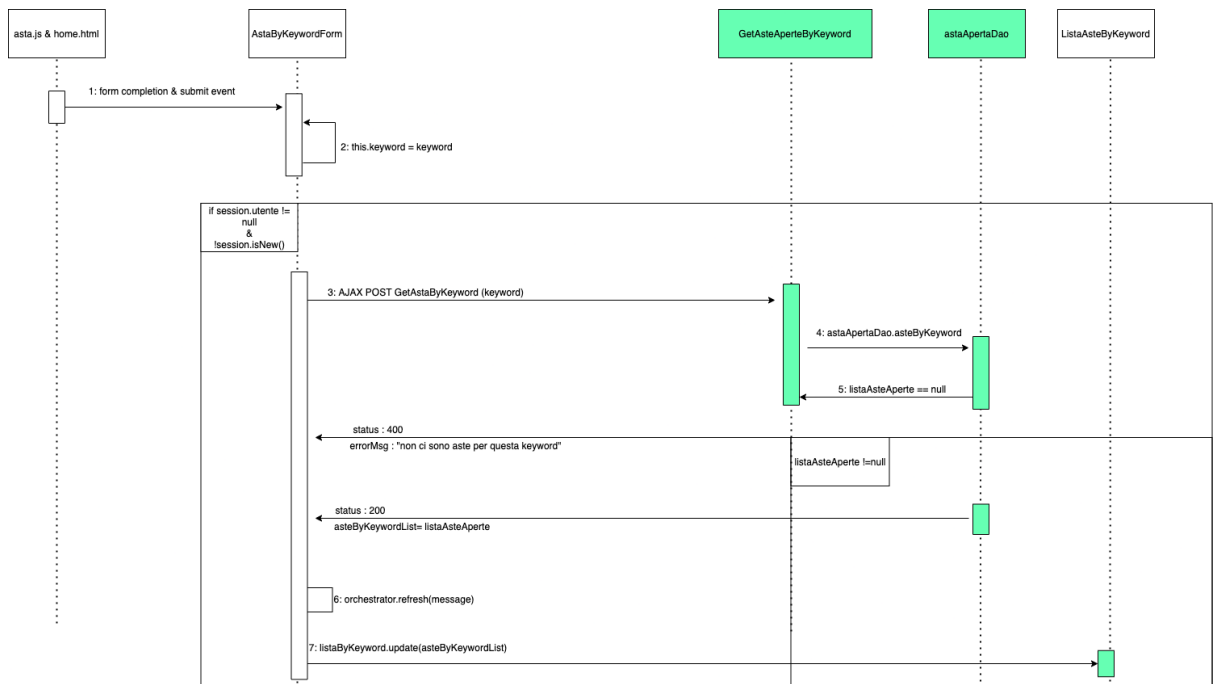 asta.js & home.html
AstaByKeywordForm
GetAsteAperteByKeyword
astaApertaDao
ListaAsteByKeyword
1: form completion & submit event
2: this.keyword = keyword
if session.utente !=
null
&
!session.isNew()
3: AJAX POST GetAstaByKeyword (keyword)
4: astaApertaDao.asteByKeyword
5: listaAsteAperte == null
status : 400
errorMsg : "non ci sono aste per questa keyword"
listaAsteAperte !=null
status : 200
asteByKeywordList= listaAsteAperte
6: orchestrator.refresh(message)
7: listaByKeyword.update(asteByKeywordList)